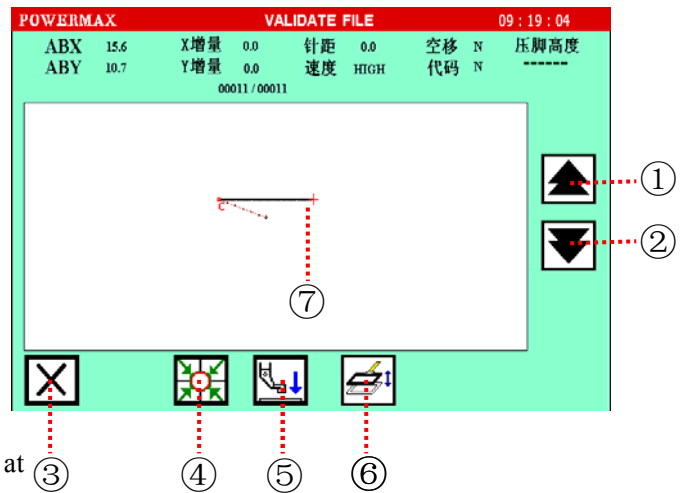 POWERMAX VALIDATE FILE 09 : 19 : 04
ABX 15.6 X增量 0.0 针距 0.0 空移 N 压脚高度
ABY 10.7 Y增量 0.0 速度 HIGH 代码 N ------
00011 / 00011
①
c
②
⑦
at ③ ④ ⑤ ⑥